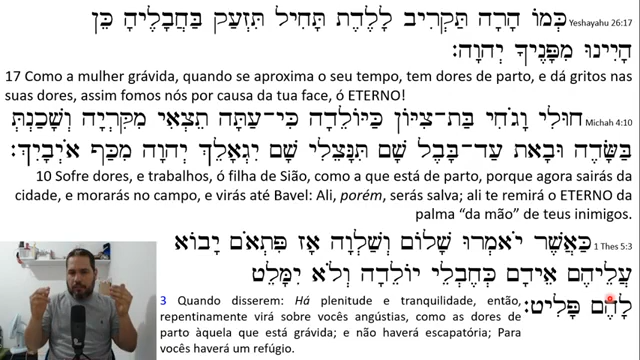 כְּמוֹ הָרָה תַּקְרִיב לָלֶדֶת תָּחִיל תִּזְעַק בַּחֲבָלֶיהָ כֵּן Yeshayahu 26:17
הָיִינוּ מִפָּנֶיךָ יְהוָה׃
17 Como a mulher grávida, quando se aproxima o seu tempo, tem dores de parto, e dá gritos nas
suas dores, assim fomos nós por causa da tua face, ó ETERNO!
חוּלִי וָגֹחִי בַּת־צִיּוֹן כַּיּוֹלֵדָה כִּי־עַתָּה תֵצְאִי מִקִּרְיָה וְשָׁכַנְתְּ Michah 4:10
בַּשָּׂדֶה וּבָאת עַד־בָּבֶל שָׁם תִּנָּצֵלִי שָׁם יִגְאָלֵךְ יְהוָה מִכַּף אֹיְבָיִךְ׃
10 Sofre dores, e trabalhos, ó filha de Sião, como a que está de parto, porque agora sairás da
cidade, e morarás no campo, e virás até Bavel: Ali, porém, serás salva; ali te remirá o ETERNO da
palma “da mão” de teus inimigos.
כַּאֲשֶׁר יֹאמְרוּ שָׁלוֹם וְשַׁלְוָה אָז פִּתְאֹם יָבוֹא 1 Thes 5:3
עֲלֵיהֶם אֵידָם כְּחֶבְלֵי יוֹלֵדָה וְלֹא יִמָּלֵט
לָהֶם פָּלִיט׃
3 Quando disserem: Há plenitude e tranquilidade, então,
repentinamente virá sobre vocês angústias, como as dores de
parto àquela que está grávida; e não haverá escapatória; Para
vocês haverá um refúgio.